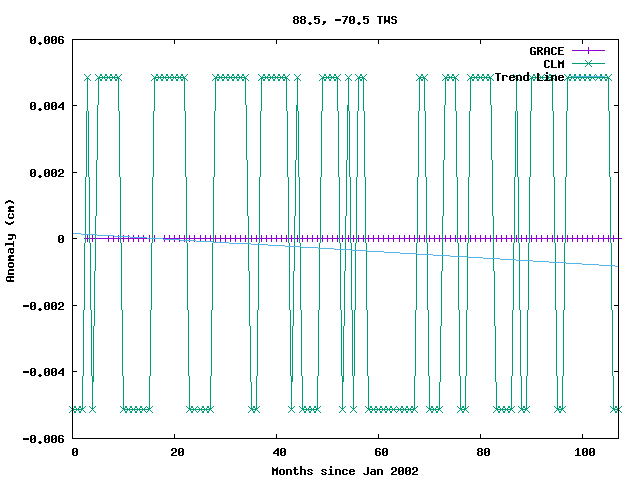 88.5, -70.5 TWS
GRACE
CLM
Trend Line
0.006
0.004
0.002
0
-0.002
-0.004
-0.006
Anomaly (cm)
0 20 40 60 80 100
Months since Jan 2002